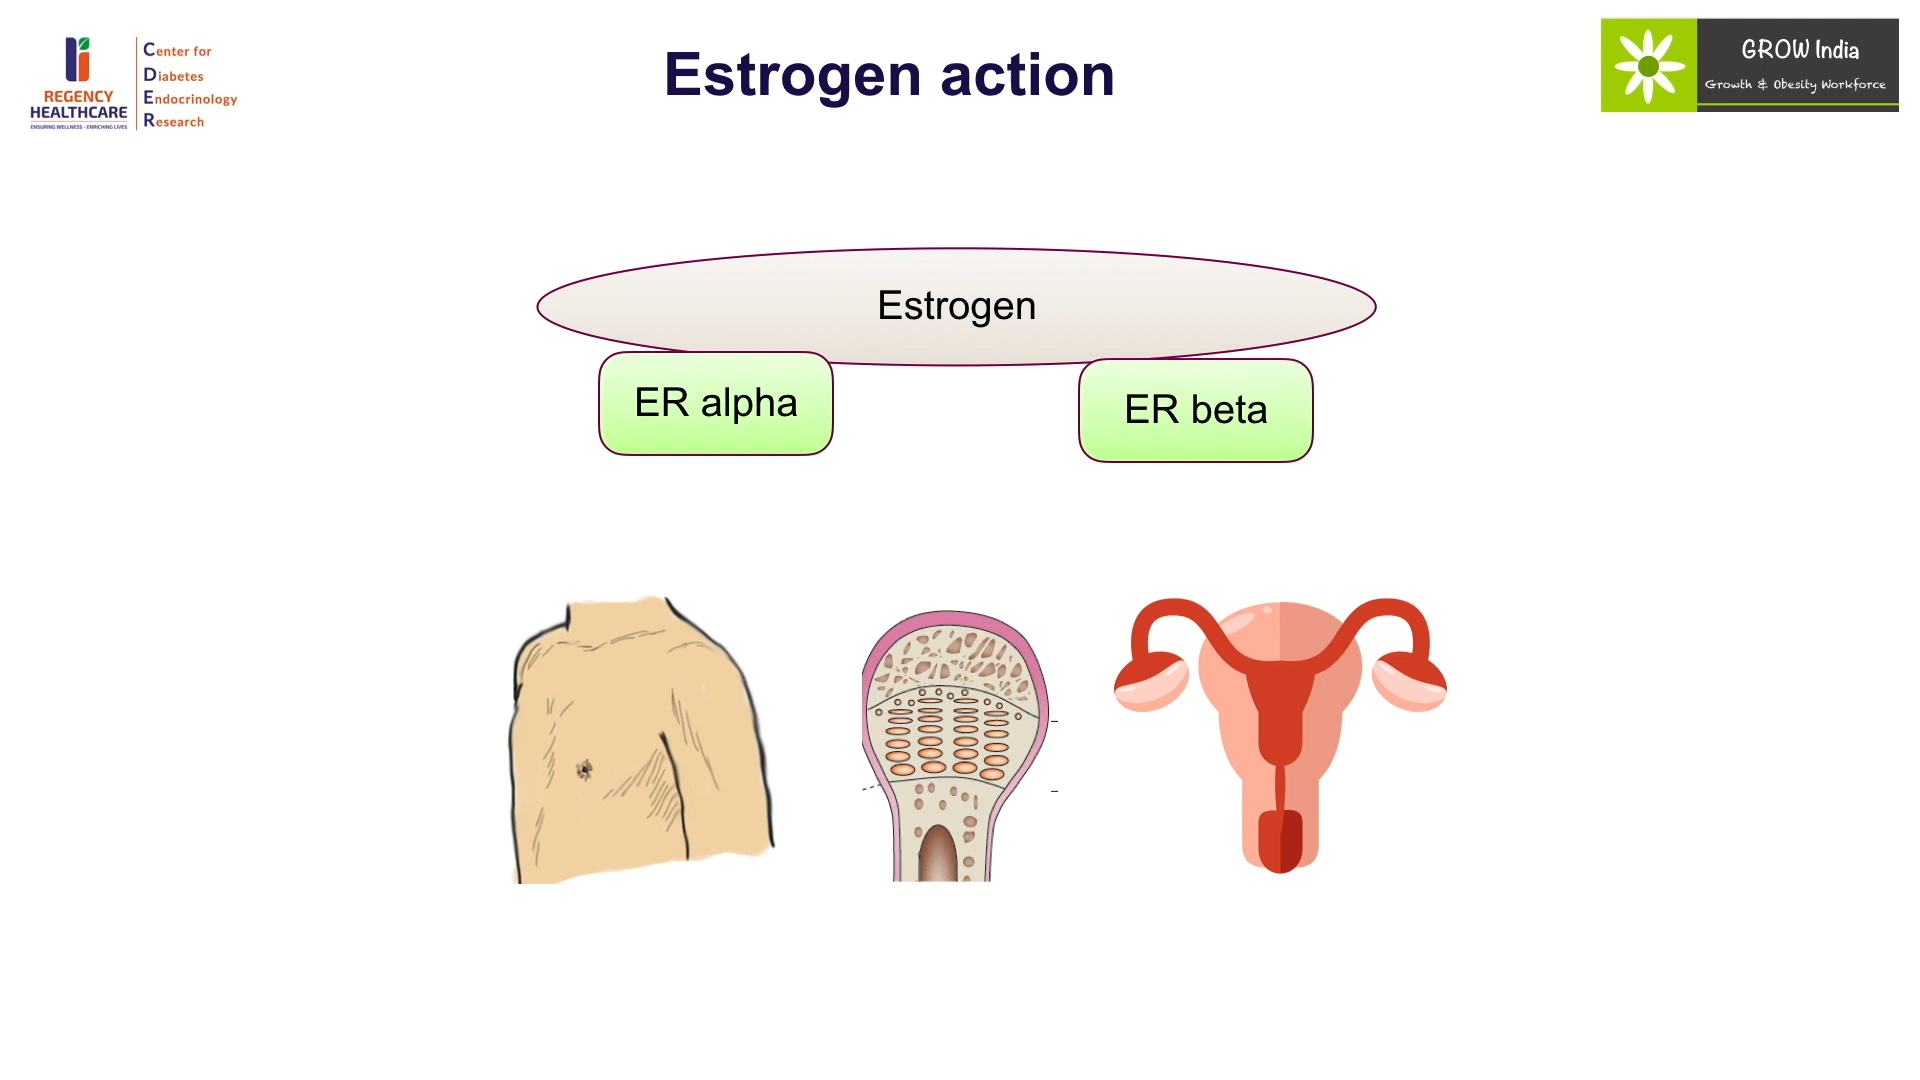 REGENCY
HEALTHCARE
ENSURING WELLNESS - ENRICHING LIVES
Center for
Diabetes
Endocrinology
Research
Estrogen action
GROW India
Growth & Obesity Workforce
Estrogen
ER alpha
ER beta